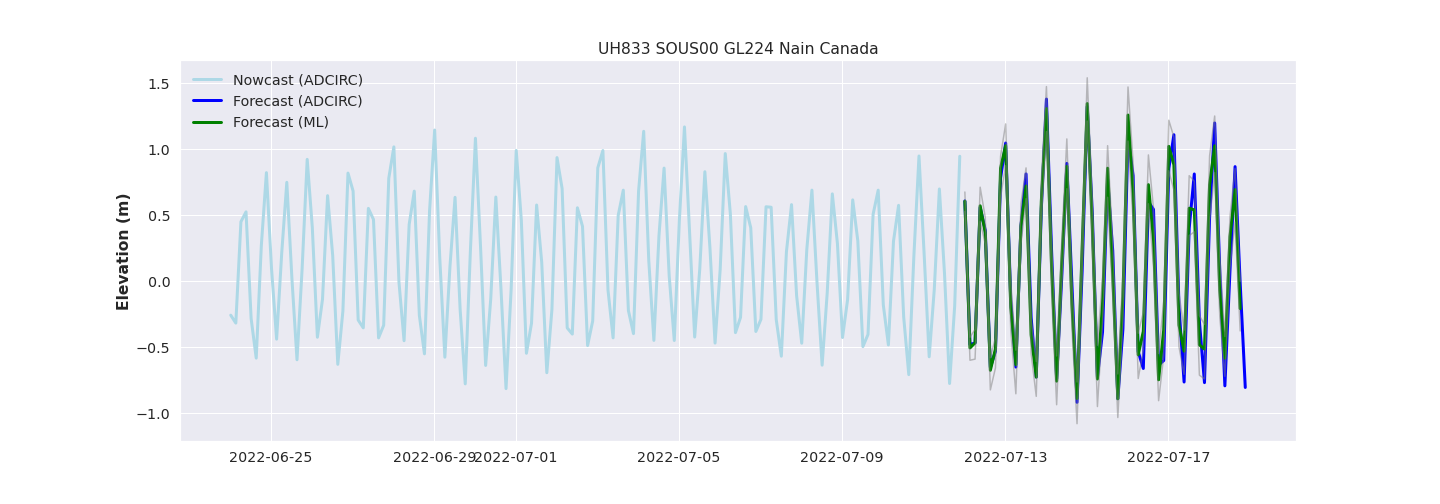 UH833 SOUS00 GL224 Nain Canada
Nowcast (ADCIRC)
Forecast (ADCIRC)
Forecast (ML)
Elevation (m)
1.5
1.0
0.5
0.0
−0.5
−1.0
2022-06-25
2022-06-29
2022-07-01
2022-07-05
2022-07-09
2022-07-13
2022-07-17